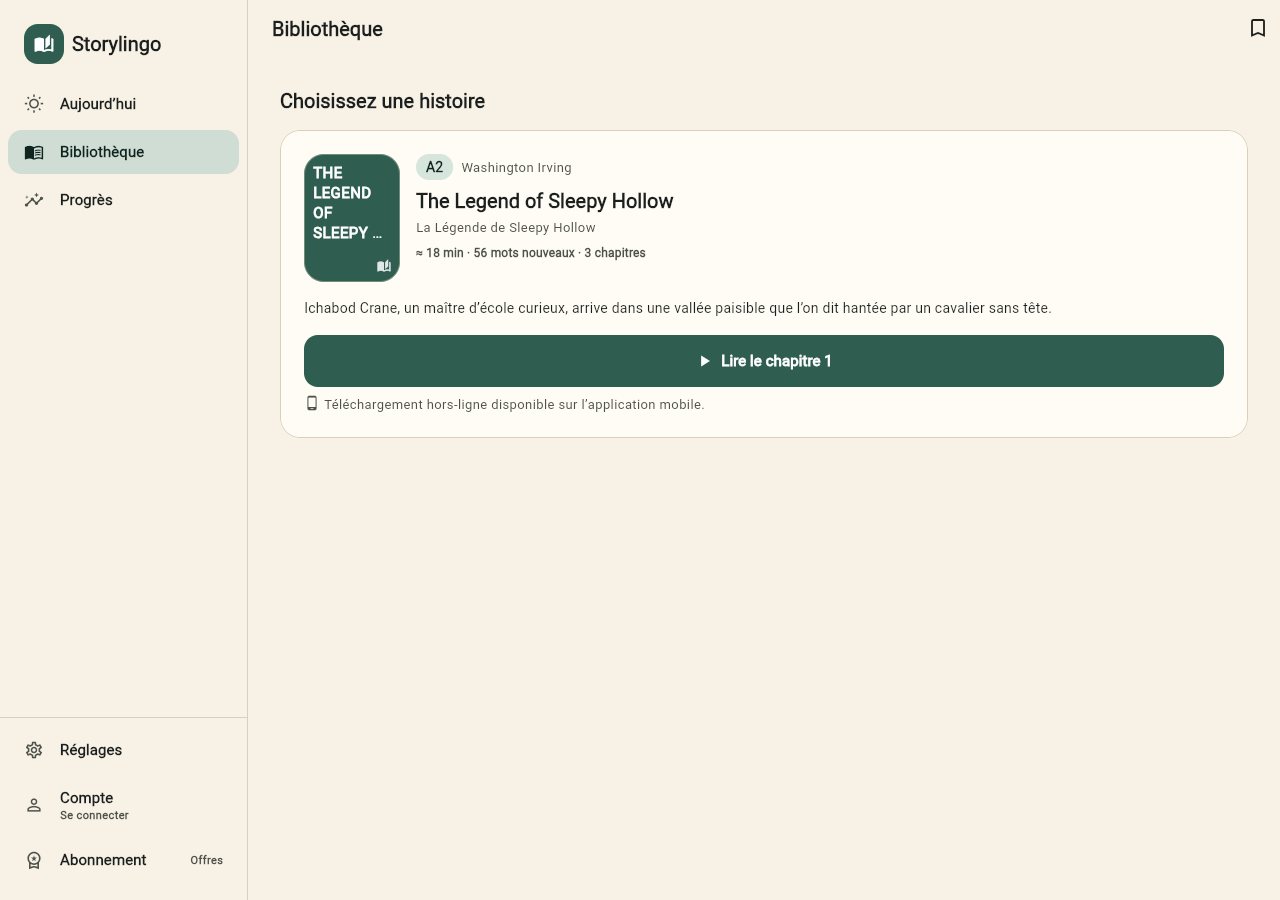 Storylingo
Aujourd’hui
Bibliothèque
Progrès
Réglages
Compte
Se connecter
Abonnement
Offres
Bibliothèque
Choisissez une histoire
THE
LEGEND
OF
SLEEPY ...
A2 Washington Irving
The Legend of Sleepy Hollow
La Légende de Sleepy Hollow
≈ 18 min · 56 mots nouveaux · 3 chapitres
Ichabod Crane, un maître d’école curieux, arrive dans une vallée paisible que l’on dit hantée par un cavalier sans tête.
Lire le chapitre 1
Téléchargement hors-ligne disponible sur l’application mobile.